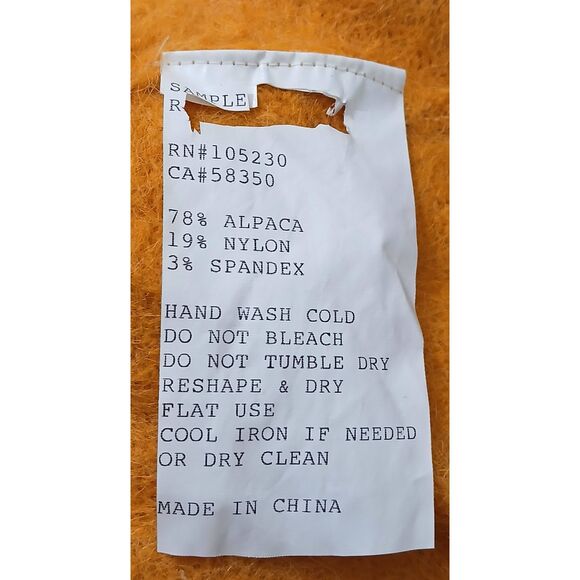 SAMPLE
R
RN#105230
CA#58350
78% ALPACA
19% NYLON
3% SPANDEX
HAND WASH COLD
DO NOT BLEACH
DO NOT TUMBLE DRY
RESHAPE & DRY
FLAT USE
COOL IRON IF NEEDED
OR DRY CLEAN
MADE IN CHINA